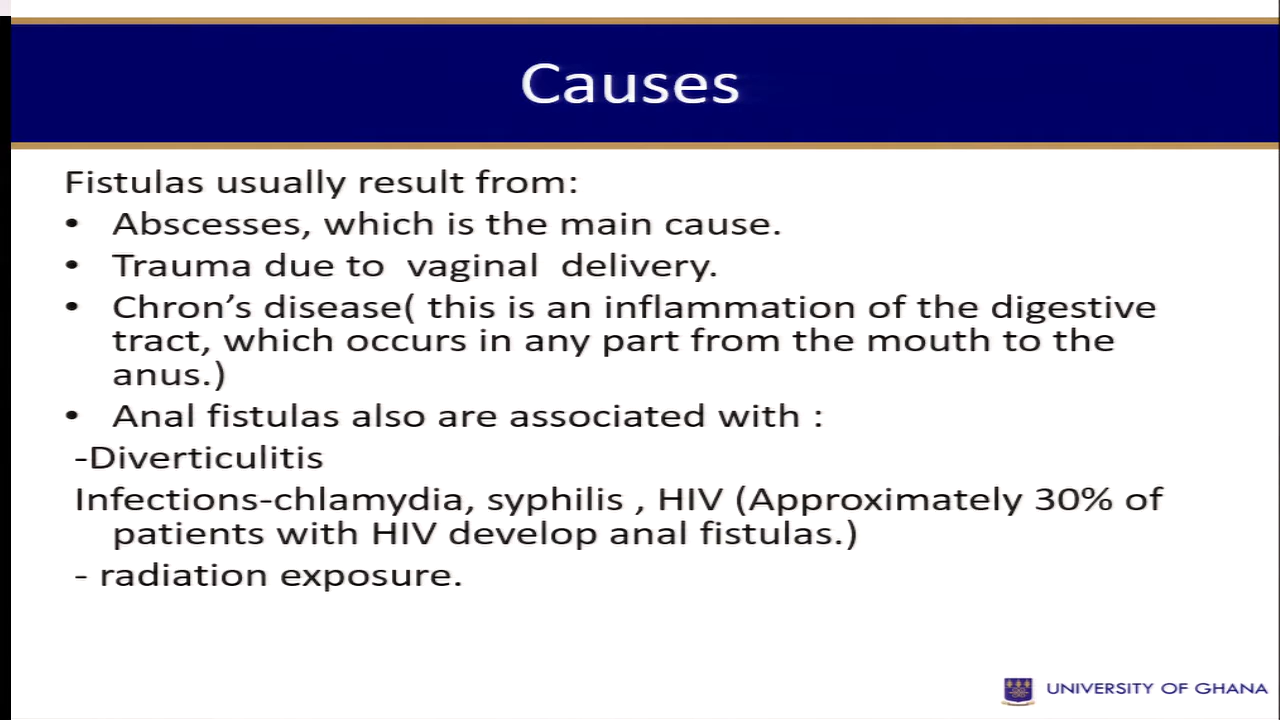 Causes
Fistulas usually result from:
• Abscesses, which is the main cause.
• Trauma due to vaginal delivery.
• Chron’s disease( this is an inflammation of the digestive
tract, which occurs in any part from the mouth to the
anus.)
• Anal fistulas also are associated with :
-Diverticulitis
Infections-chlamydia, syphilis , HIV (Approximately 30% of
patients with HIV develop anal fistulas.)
- radiation exposure.
UNIVERSITY OF GHANA